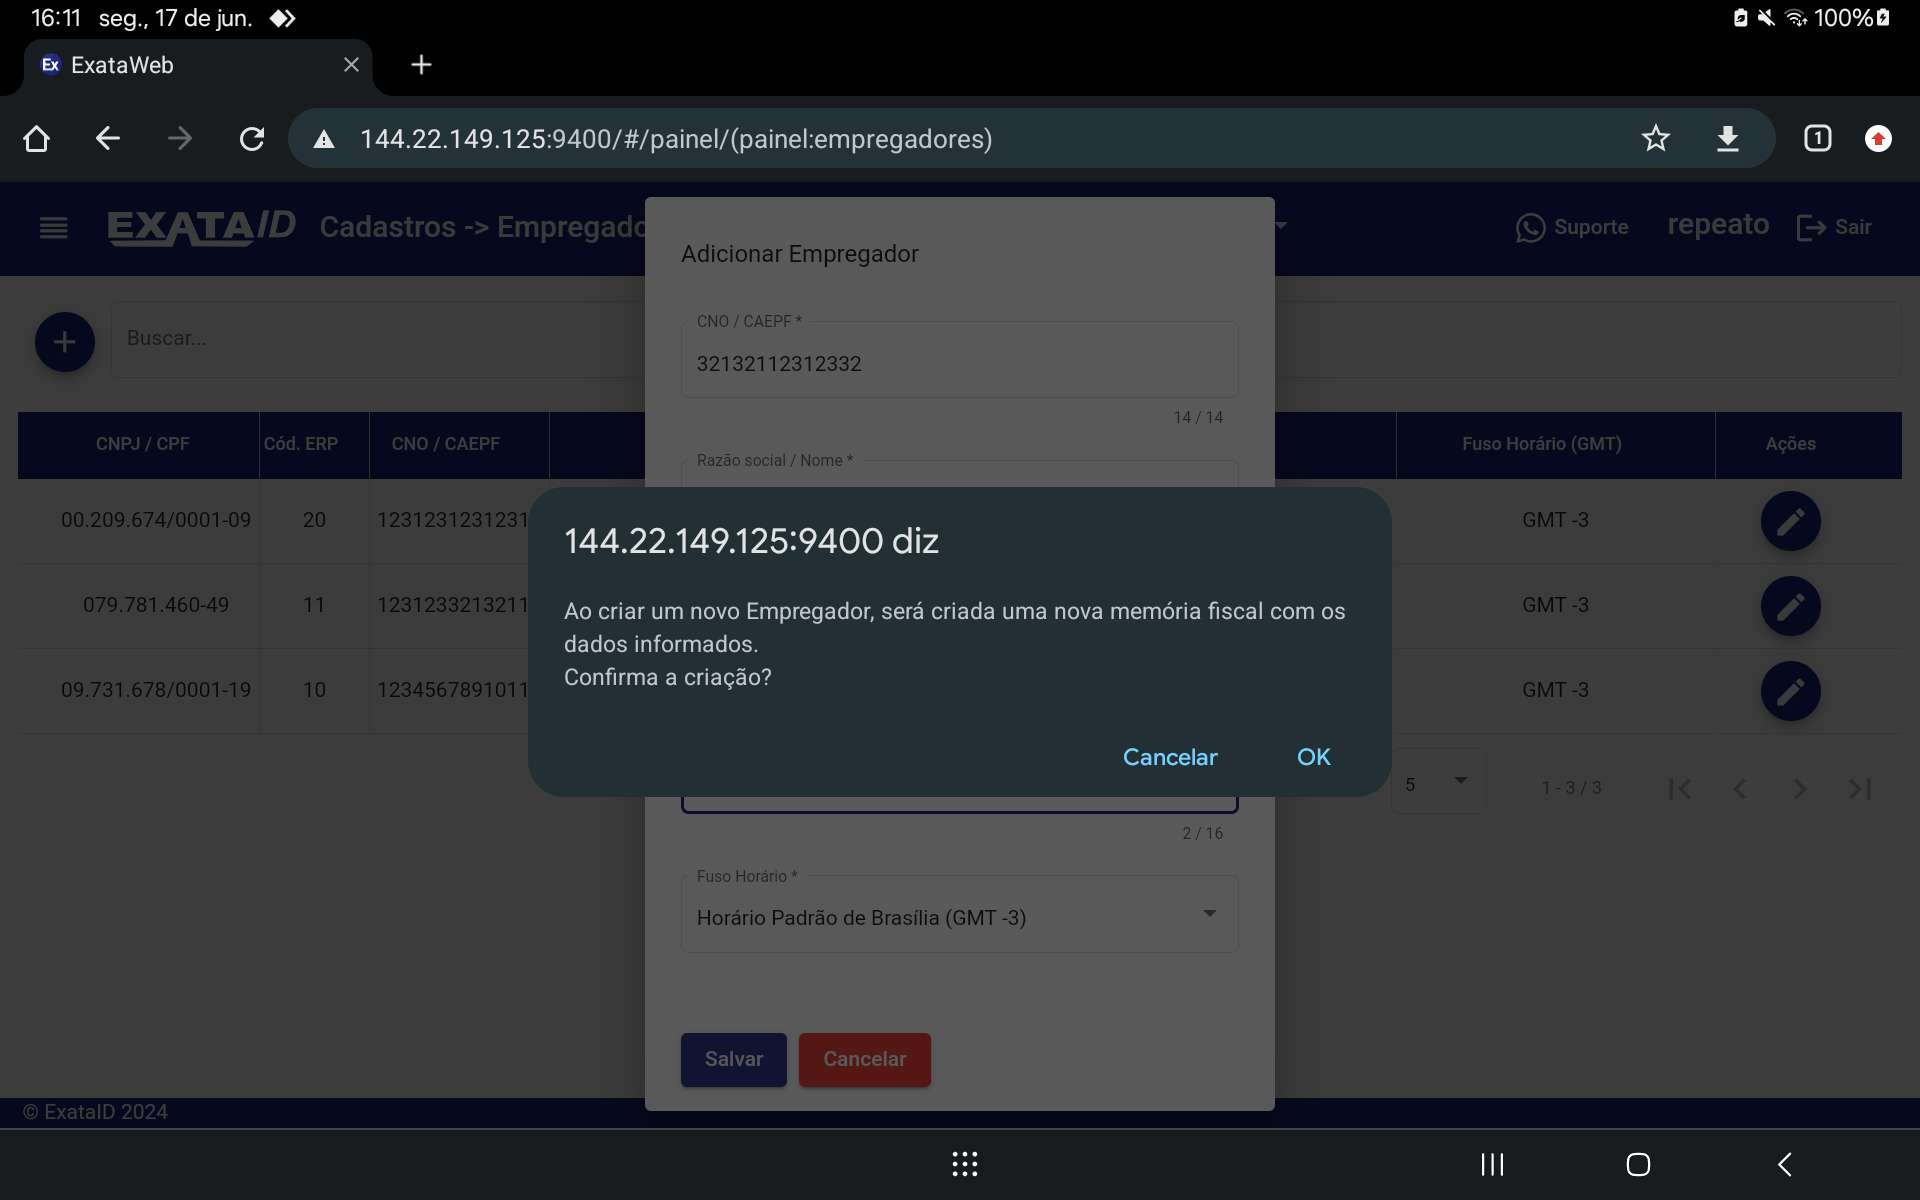 16:11 seg., 17 de jun.
100%
Ex ExataWeb
144.22.149.125:9400/#/painel/(painel:empregadores)
1
EXATAID Cadastros -> Empregado
Suporte repeato Sair
Buscar...
CNPJ / CPF Cód. ERP CNO / CAEPF Fuso Horário (GMT) Ações
00.209.674/0001-09 20 1231231231231 GMT -3
079.781.460-49 11 1231233213211 GMT -3
09.731.678/0001-19 10 1234567891011 GMT -3
5 1 - 3 / 3
Adicionar Empregador
CNO / CAEPF *
32132112312332
14 / 14
Razão social / Nome *
144.22.149.125:9400 diz
Ao criar um novo Empregador, será criada uma nova memória fiscal com os
dados informados.
Confirma a criação?
Cancelar OK
2 / 16
Fuso Horário *
Horário Padrão de Brasília (GMT -3)
Salvar Cancelar
© ExataID 2024